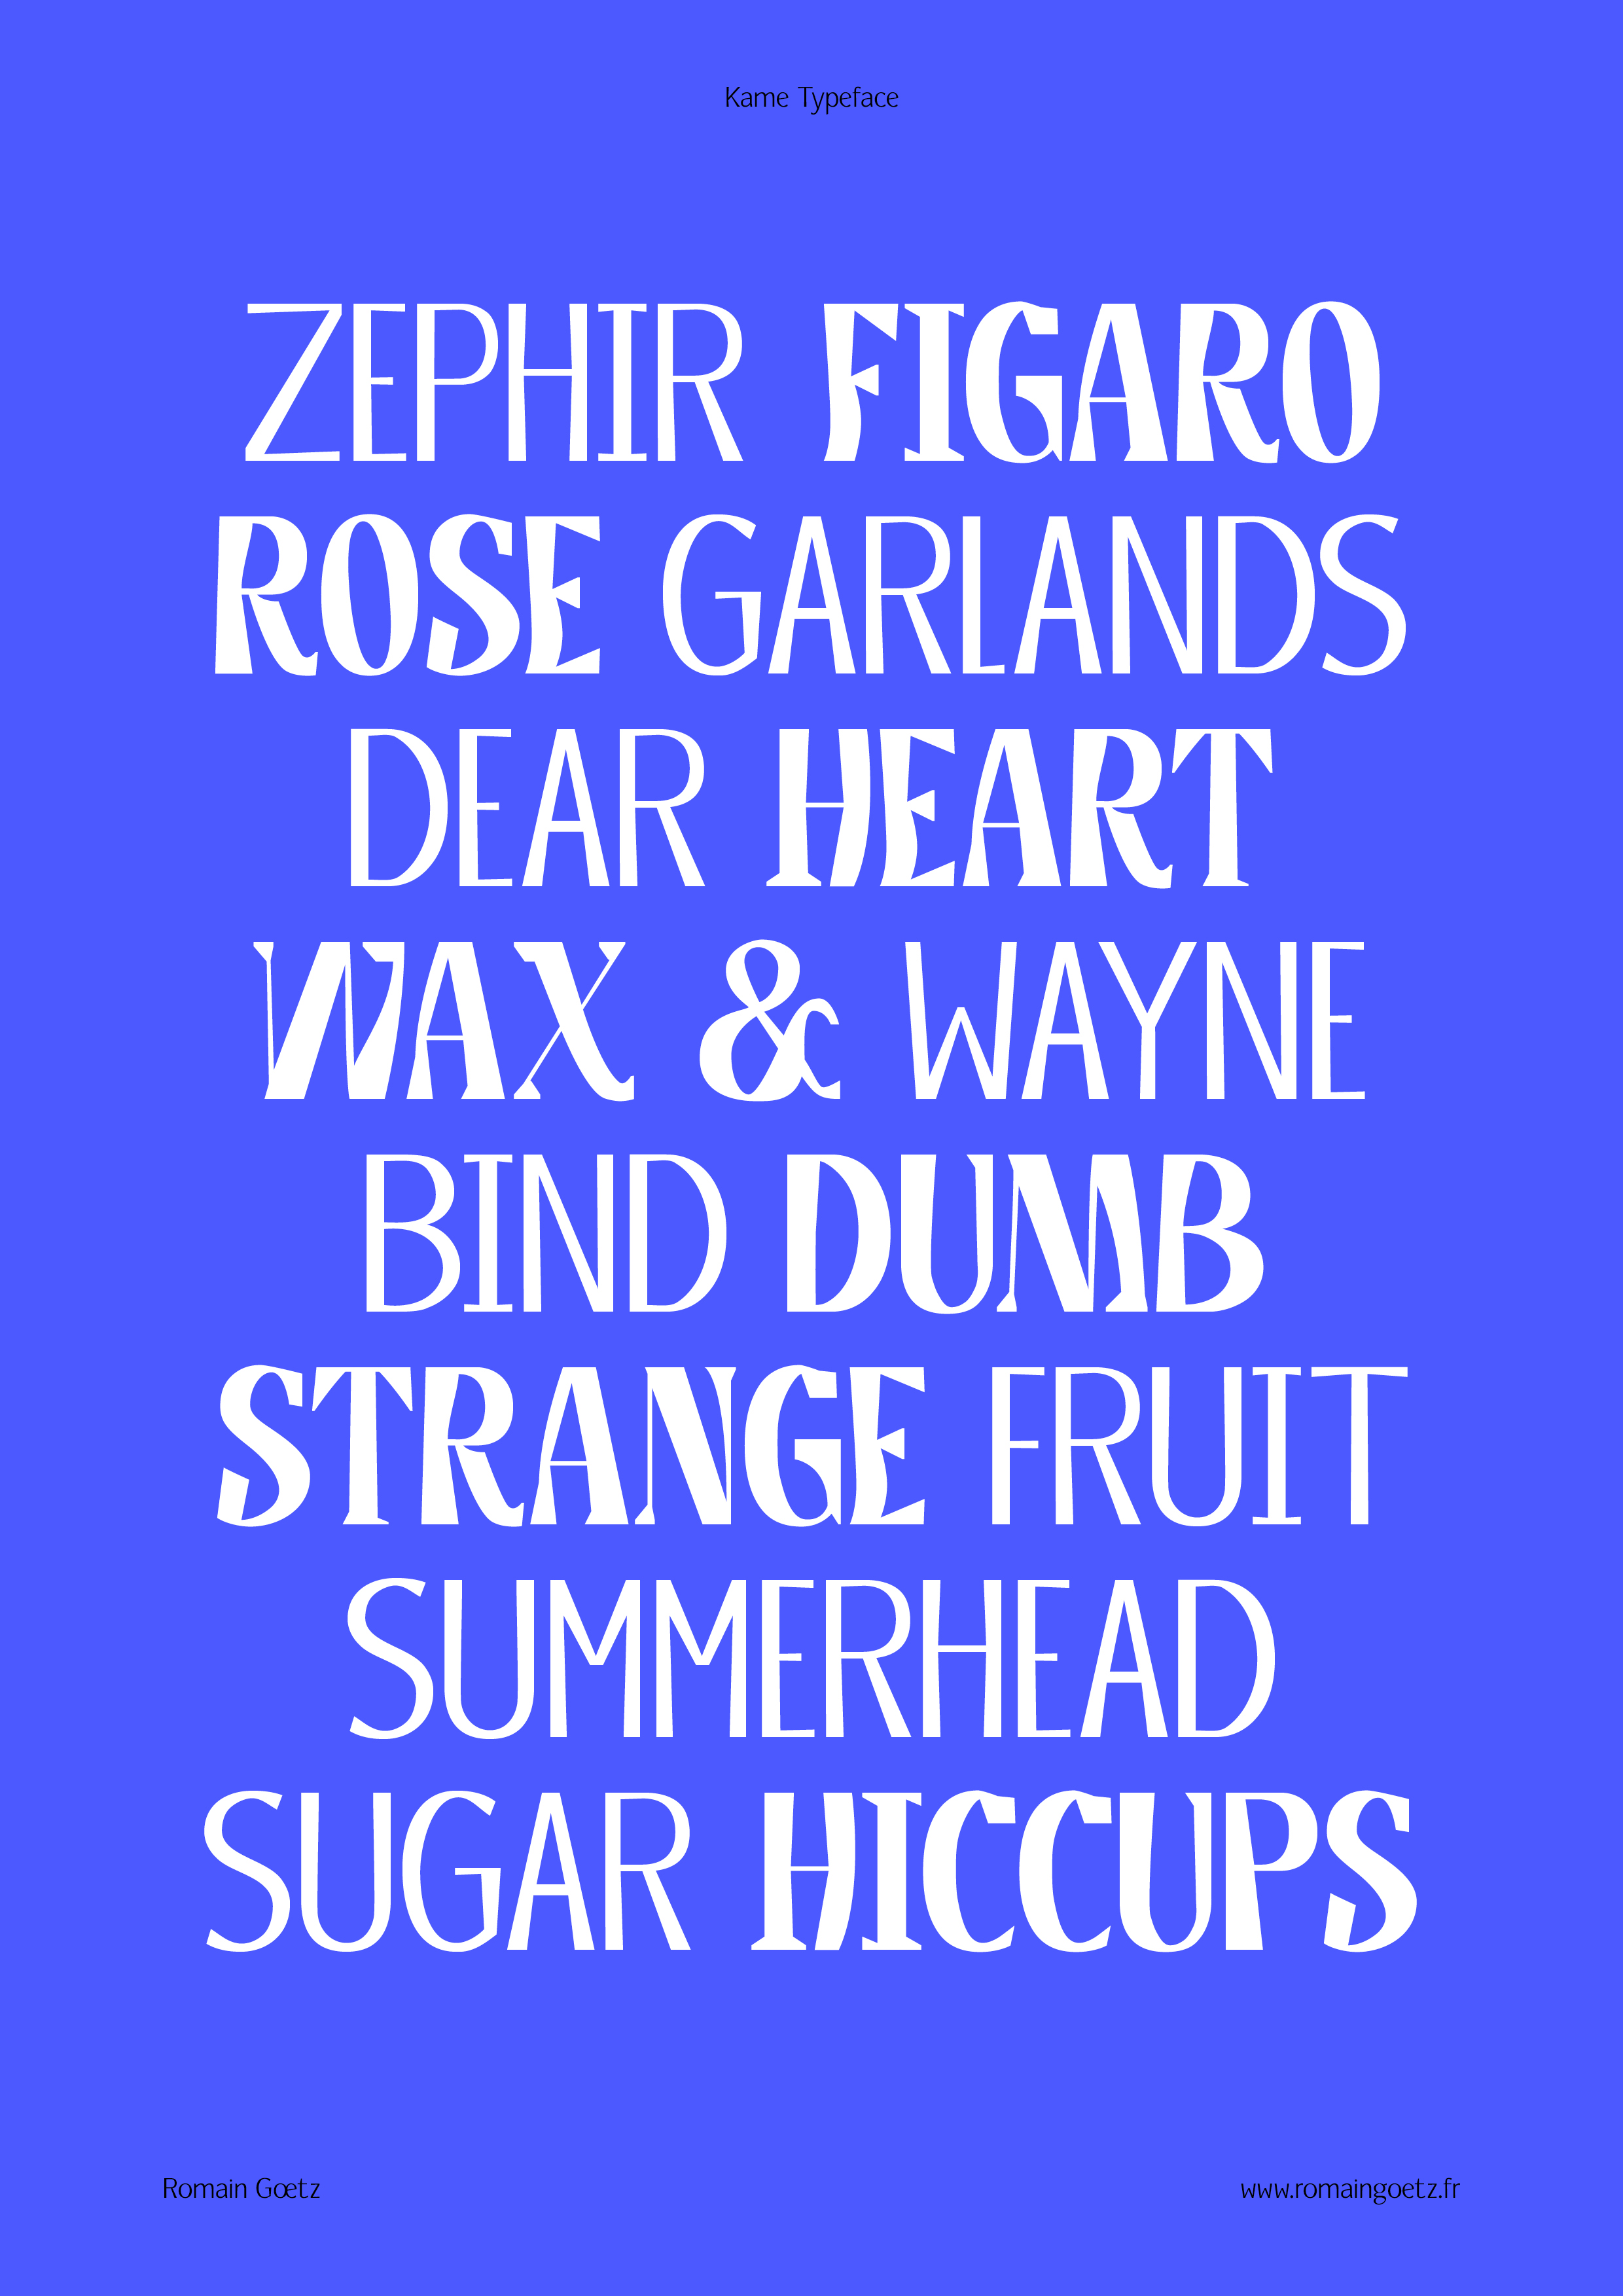 Kame Typeface
ZEPHIR FIGARO
ROSE GARLANDS
DEAR HEART
WAX & WAYNE
BIND DUMB
STRANGE FRUIT
SUMMERHEAD
SUGAR HICCUPS
Romain Gœtz
www.romaingoetz.fr